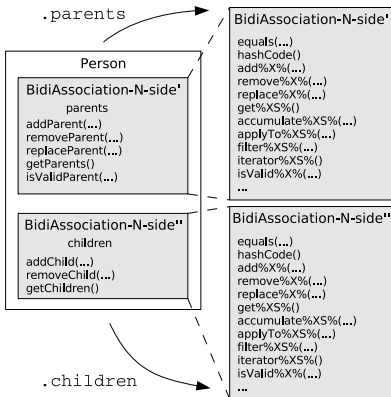 .parents
Person
BidiAssociation-N-side'
parents
addParent(...)
removeParent(...)
replaceParent(...)
getParents()
isValidParent(...)
BidiAssociation-N-side"
children
addChild(...)
removeChild(...)
getChildren()
.children
BidiAssociation-N-side'
equals(...)
hashCode()
add%X%(...)
remove%X%(...)
replace%X%(...)
get%XS%()
accumulate%XS%(...)
applyTo%XS%(...)
filter%XS%(...)
iterator%XS%()
isValid%X%(...)
...
BidiAssociation-N-side"
equals(...)
hashCode()
add%X%(...)
remove%X%(...)
replace%X%(...)
get%XS%()
accumulate%XS%(...)
applyTo%XS%(...)
filter%XS%(...)
iterator%XS%()
isValid%X%(...)
...